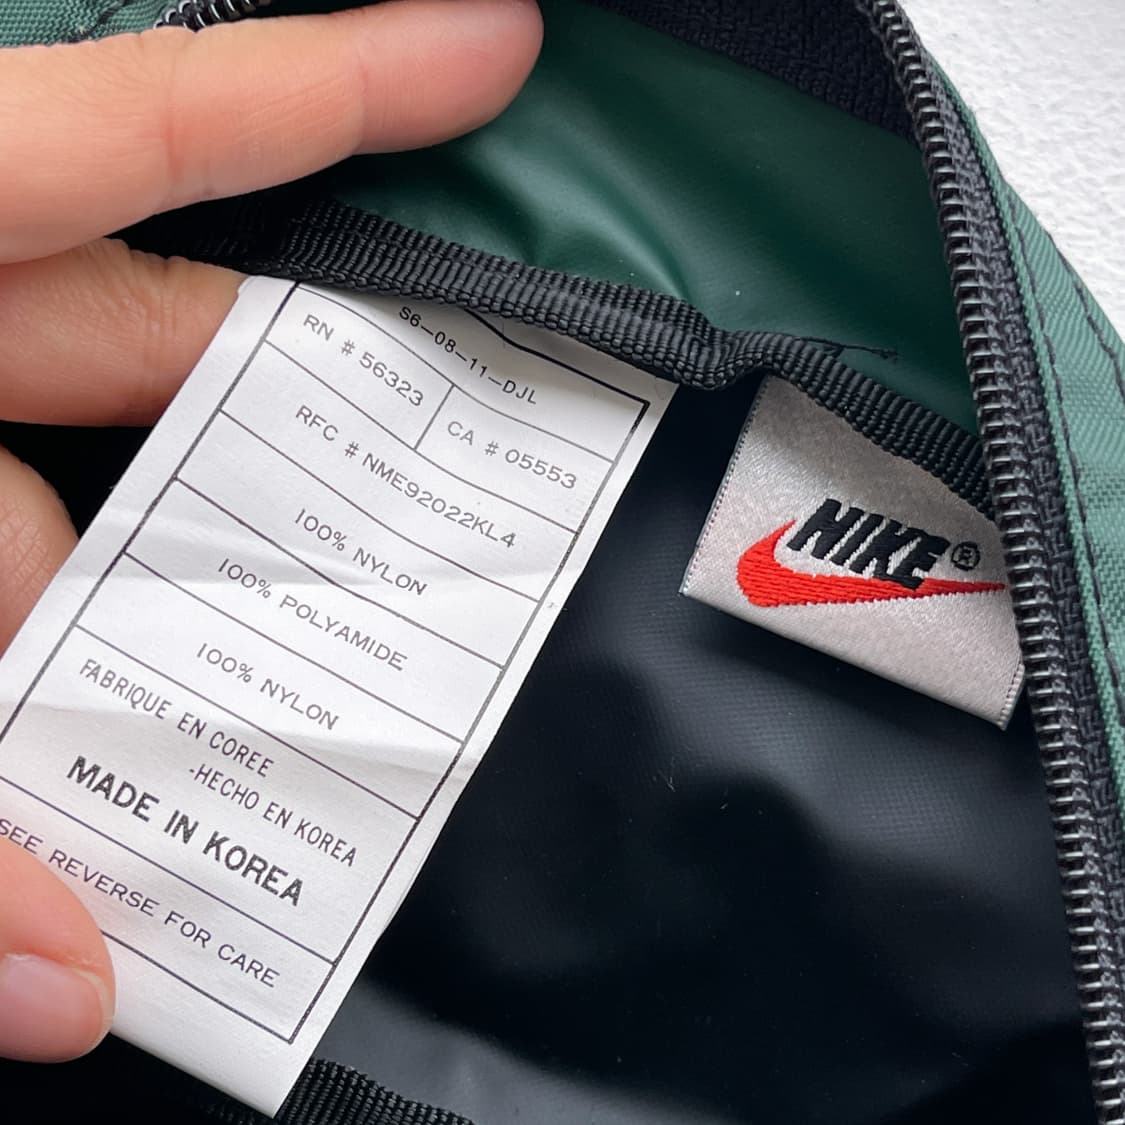 S6-08-11-DJL
RN # 56323
CA # 05553
RFC # NME92022KL4
100% NYLON
100% POLYAMIDE
100% NYLON
FABRIQUE EN COREE
-HECHO EN KOREA
MADE IN KOREA
SEE REVERSE FOR CARE
NIKE®